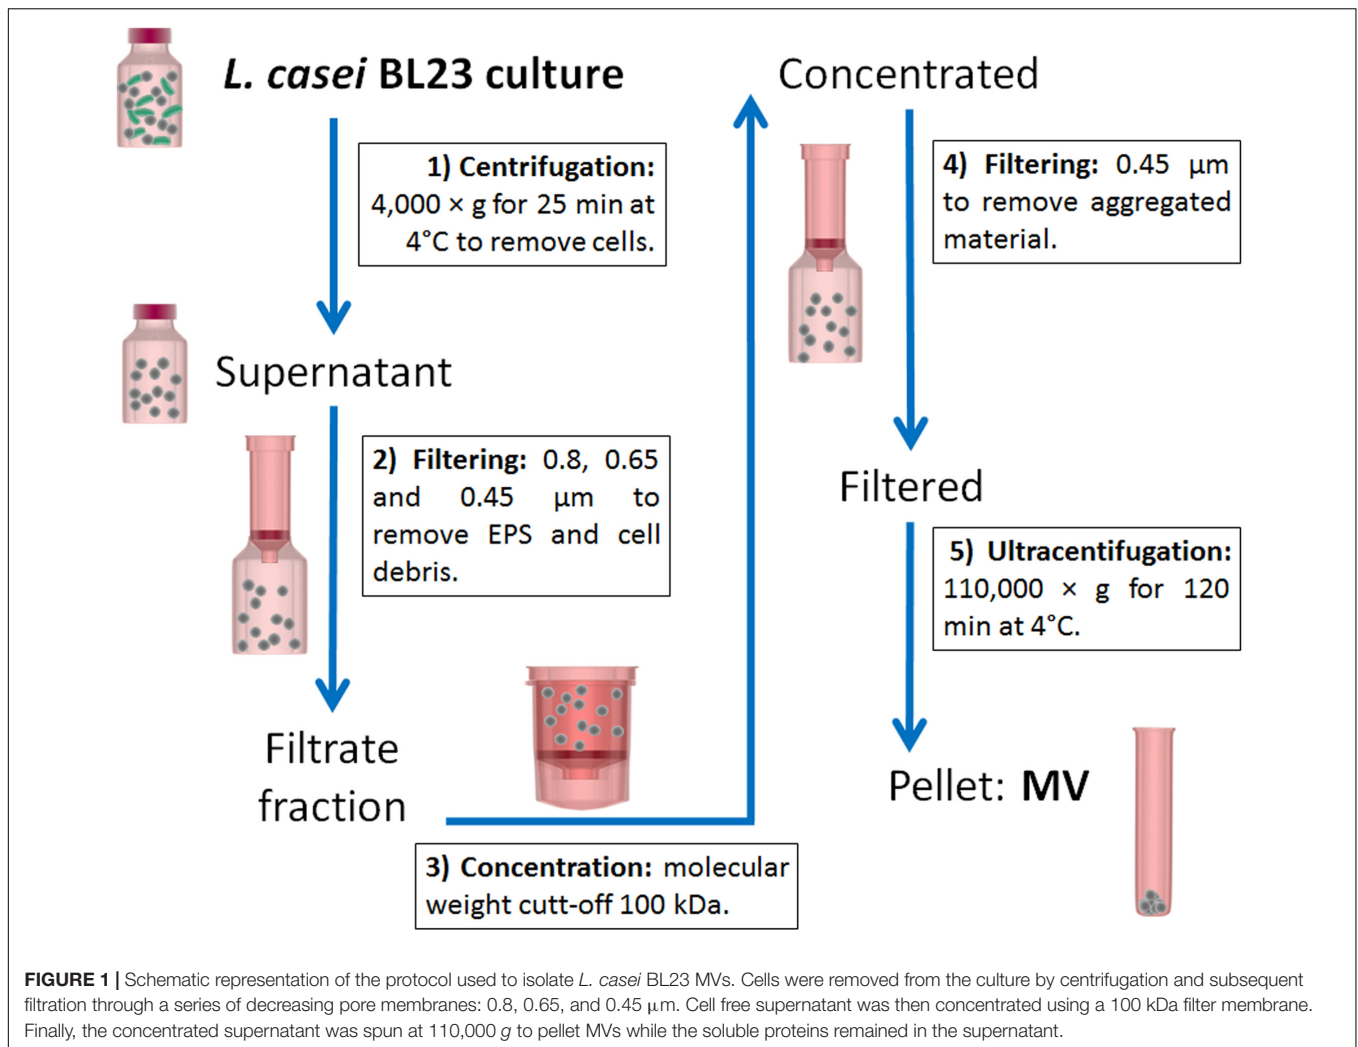 L. casei BL23 culture
1) Centrifugation:
4,000 × g for 25 min at
4°C to remove cells.
Supernatant
2) Filtering: 0.8, 0.65
and 0.45 μm to
remove EPS and cell
debris.
Filtrate
fraction
3) Concentration: molecular
weight cutt-off 100 kDa.
Concentrated
4) Filtering: 0.45 μm
to remove aggregated
material.
Filtered
5) Ultracentifugation:
110,000 × g for 120
min at 4°C.
Pellet: MV
FIGURE 1 | Schematic representation of the protocol used to isolate L. casei BL23 MVs. Cells were removed from the culture by centrifugation and subsequent
filtration through a series of decreasing pore membranes: 0.8, 0.65, and 0.45 μm. Cell free supernatant was then concentrated using a 100 kDa filter membrane.
Finally, the concentrated supernatant was spun at 110,000 g to pellet MVs while the soluble proteins remained in the supernatant.